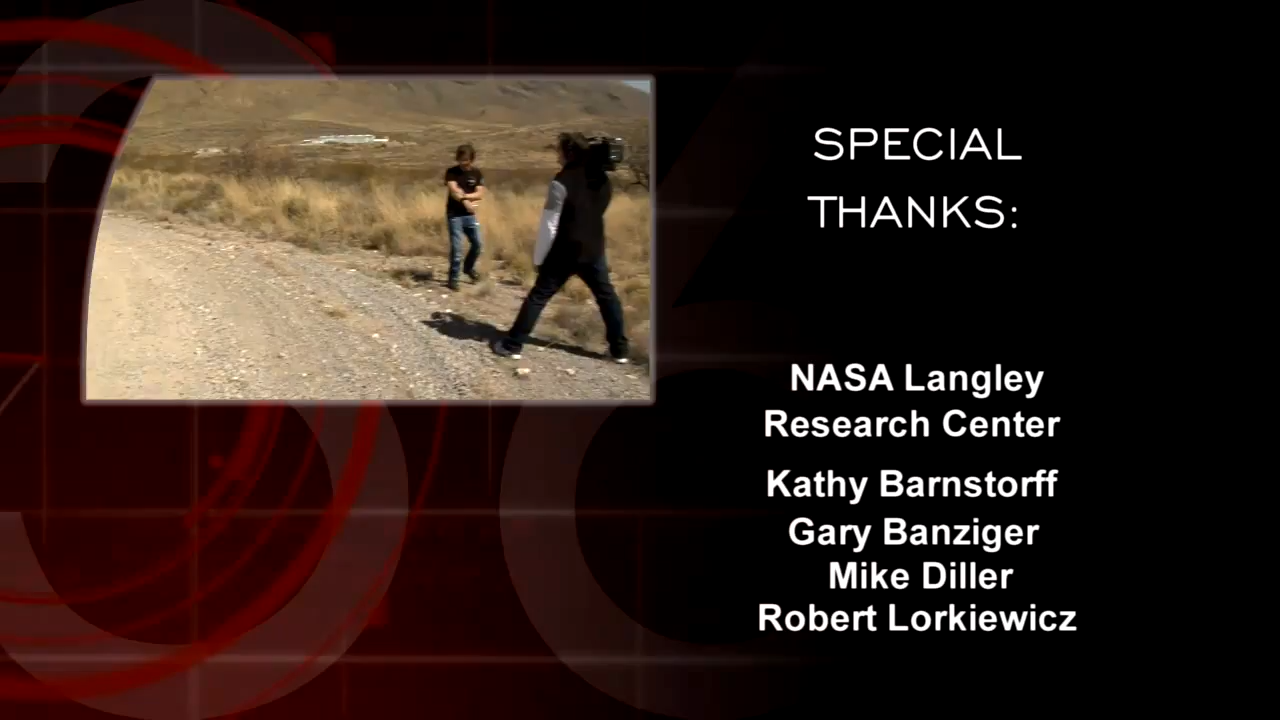 SPECIAL
THANKS:
NASA Langley
Research Center
Kathy Barnstorff
Gary Banziger
Mike Diller
Robert Lorkiewicz